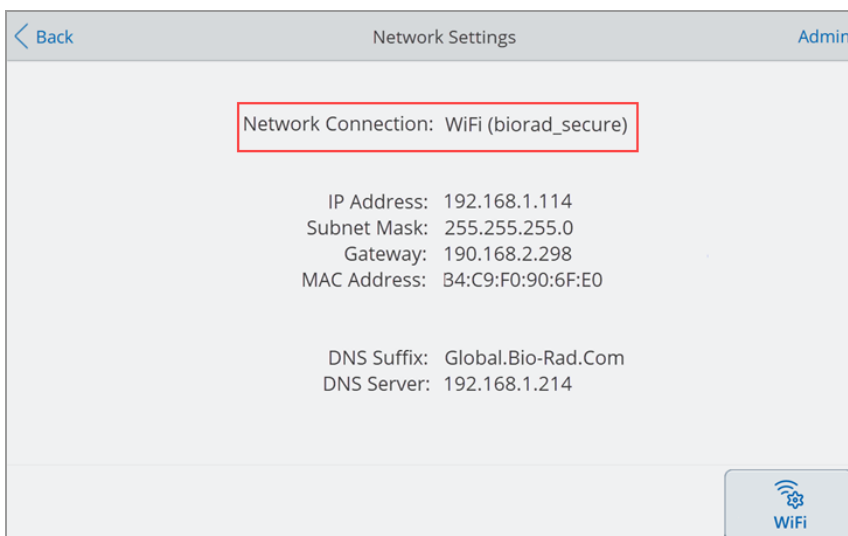 Back Network Settings Admin
Network Connection: WiFi (biorad_secure)
IP Address: 192.168.1.114
Subnet Mask: 255.255.255.0
Gateway: 190.168.2.298
MAC Address: B4:C9:F0:90:6F:E0
DNS Suffix: Global.Bio-Rad.Com
DNS Server: 192.168.1.214
WiFi